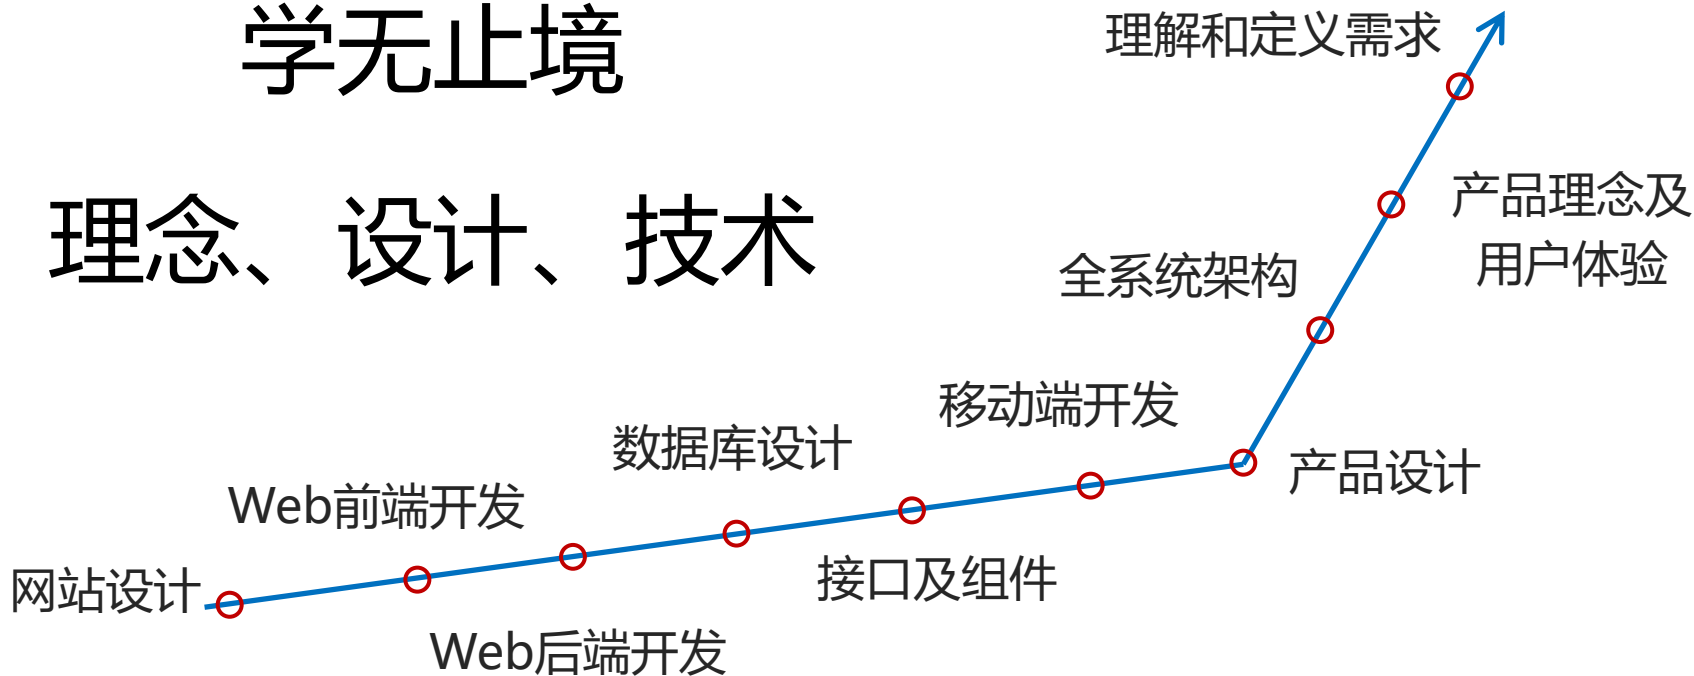 学无止境
理念、设计、技术
理解和定义需求
产品理念及
用户体验
全系统架构
移动端开发
产品设计
数据库设计
接口及组件
Web前端开发
Web后端开发
网站设计